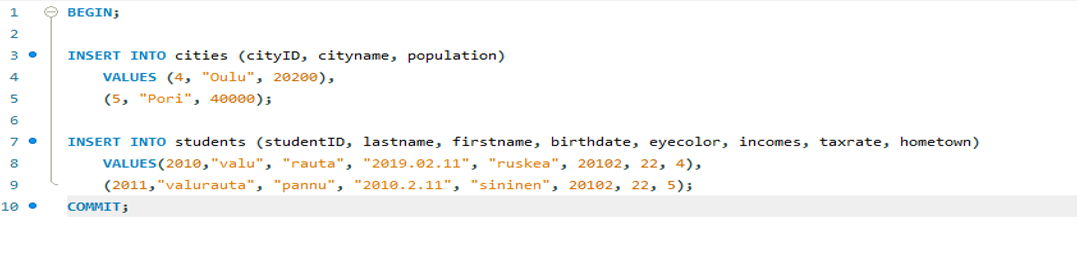 1 BEGIN;
2
3 INSERT INTO cities (cityID, cityname, population)
4 VALUES (4, "Oulu", 20200),
5 (5, "Pori", 40000);
6
7 INSERT INTO students (studentID, lastname, firstname, birthdate, eyecolor, incomes, taxrate, hometown)
8 VALUES(2010,"valu", "rauta", "2019.02.11", "ruskea", 20102, 22, 4),
9 (2011,"valurauta", "pannu", "2010.2.11", "sininen", 20102, 22, 5);
10 COMMIT;